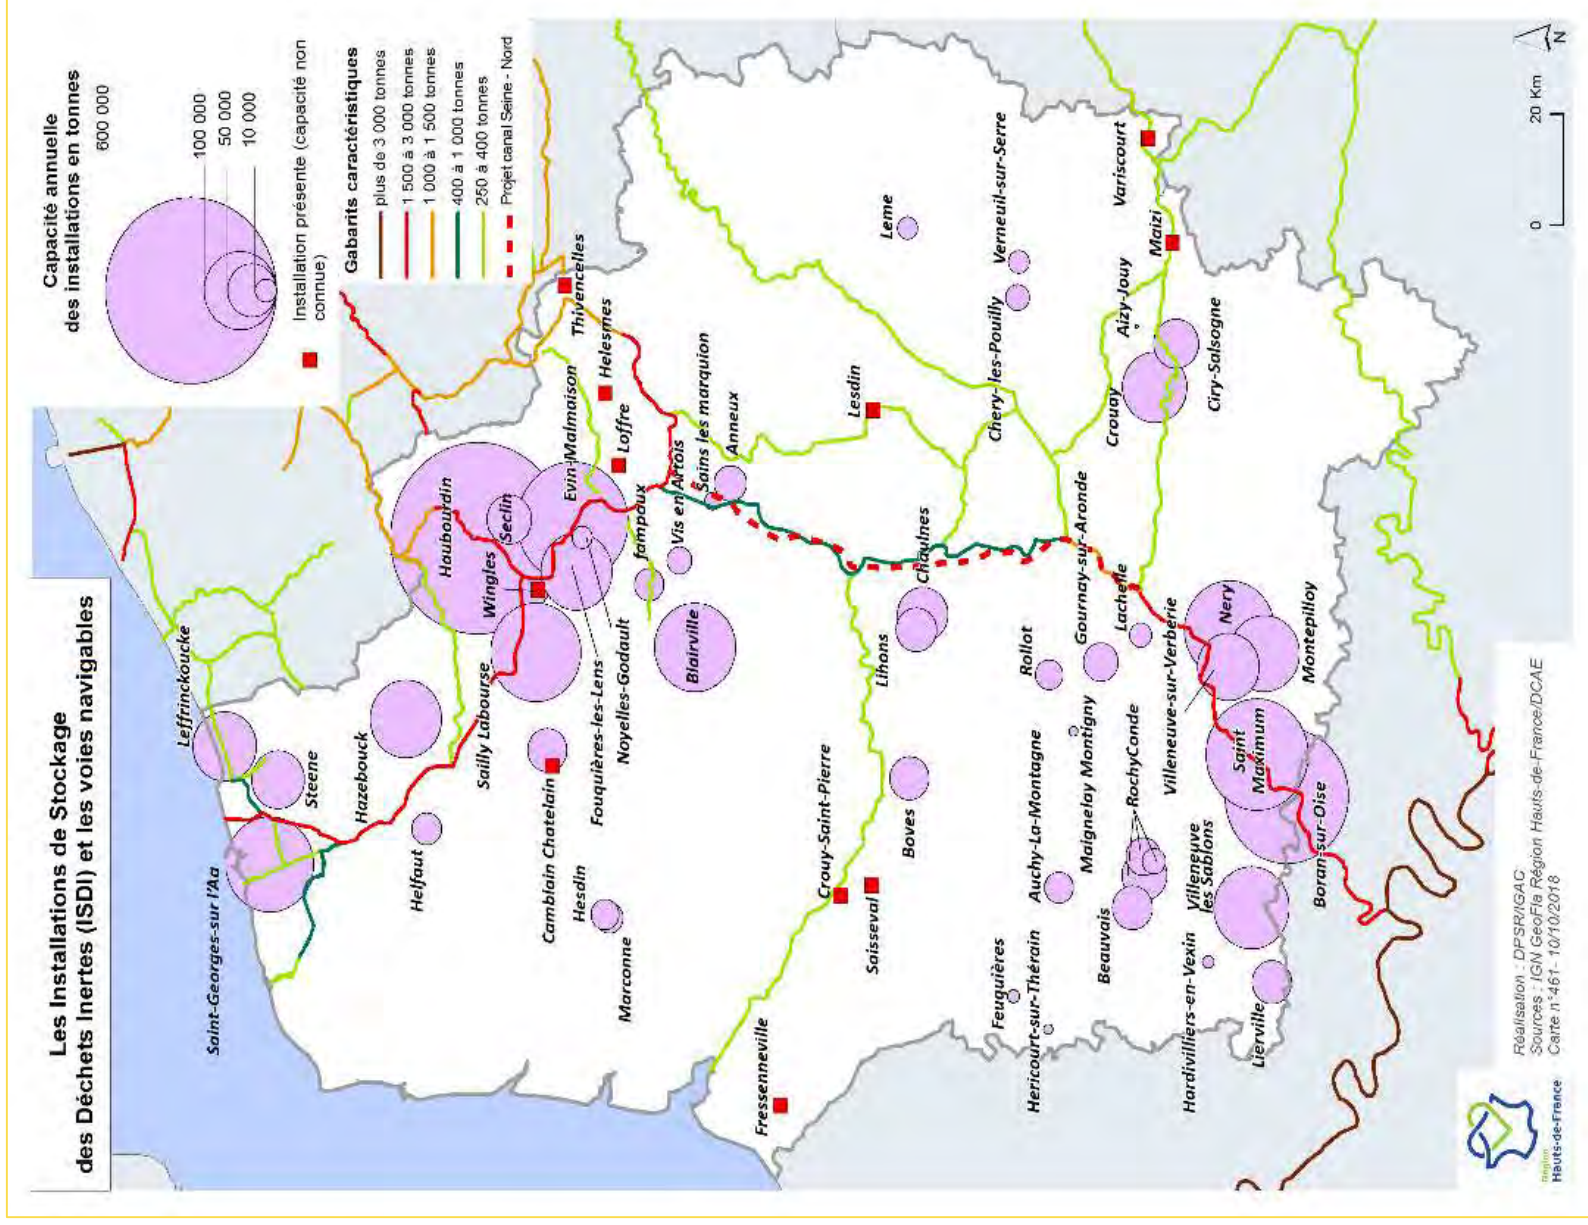 Les Installations de Stockage
des Déchets Inertes (ISDI) et les voies navigables
Capacité annuelle
des installations en tonnes
600 000
100 000
50 000
10 000
Installation présente (capacité non
connue)
Gabarits caractéristiques
plus de 3 000 tonnes
1 500 à 3 000 tonnes
1 000 à 1 500 tonnes
400 à 1 000 tonnes
250 à 400 tonnes
Projet canal Seine - Nord
Leffrinckoucke
Saint-Georges-sur l'Aa
Steene
Hazebouck
Helfaut
Haubourdin
Seclin
Wingles
Sailly Labourse
Evin-Malmaison
Thivencelles
Helesmes
Loffre
fampoux
Vis en Artois
Sains les marquion
Anneux
Camblain Chatelain
Fouquières-les-Lens
Noyelles-Godault
Blairville
Hesdin
Marconne
Lesdin
Leme
Chaulnes
Lihons
Crouy-Saint-Pierre
Saisseval
Boves
Fressenneville
Verneuil-sur-Serre
Chery-les-Pouilly
Variscourt
Maizi
Aizy-Jouy
Crouay
Ciry-Salsogne
Gournay-sur-Aronde
Lachelle
Rollot
Auchy-La-Montagne
Maignelay Montigny
RochyConde
Villeneuve-sur-Verberie
Nery
Montepilloy
Saint
Maximum
Boran-sur-Oise
Villeneuve
les Sablons
Beauvais
Feuquières
Hericourt-sur-Thérain
Hardivilliers-en-Vexin
Lierville
0 20 Km
N
Région
Hauts-de-France
Réalisation : DPSR/IGAC
Sources : IGN GeoFla Région Hauts-de-France/DCAE
Carte n°461- 10/10/2018